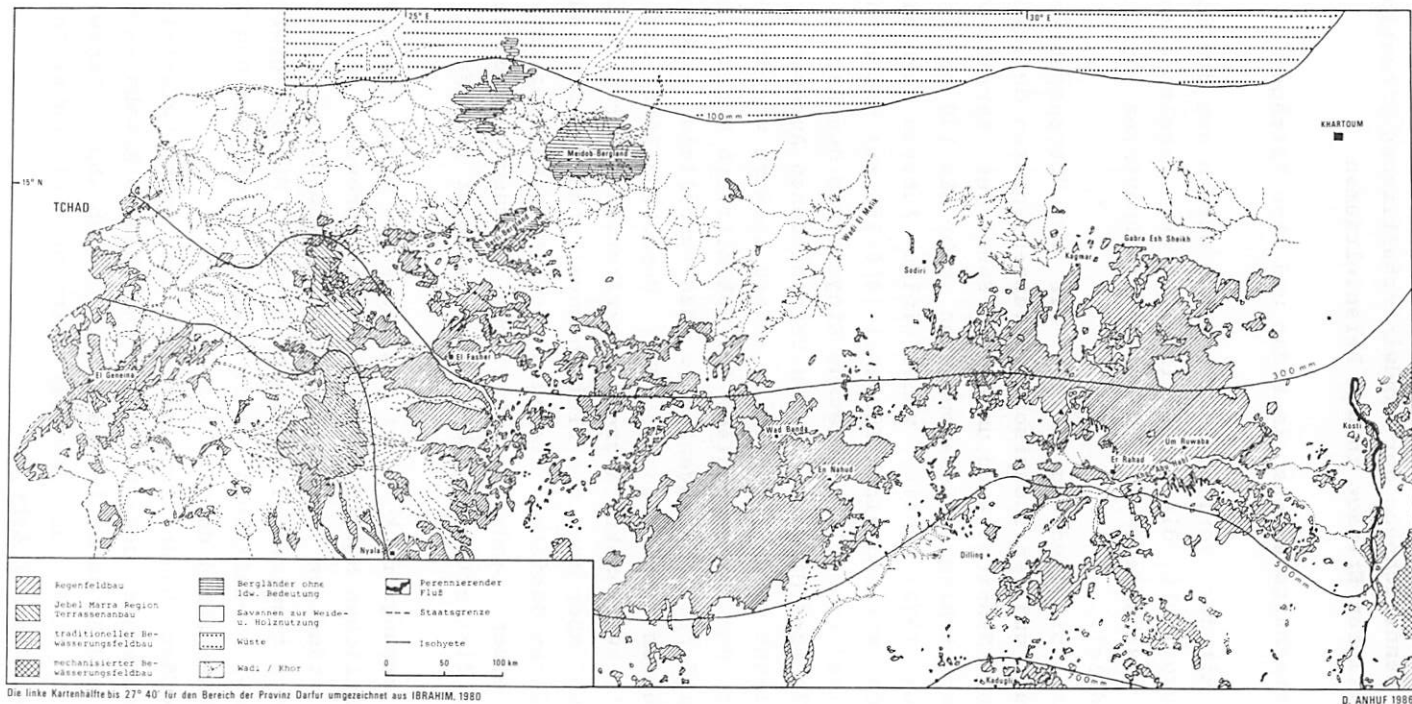 25° E
30° E
100 mm
KHARTOUM
Meidob Bergland
15° N
TCHAD
Wadi El Malik
Gabra Esh Sheikh
Kagmar
Sodiri
El Fasher
El Geneina
300 mm
Wad Banda
Kosti
Um Ruwaba
En Nahud
Er Rahad
Abu Habl
500 mm
Dilling
Nyala
Kadugli
700 mm
Regenfeldbau
Jebel Marra Region
Terrassenanbau
traditioneller Be-
wässerungsfeldbau
mechanisierter Be-
wässerungsfeldbau
Bergländer ohne
ldw. Bedeutung
Savannen zur Weide-
u. Holznutzung
Wüste
Wadi / Khor
Perennierender
Fluß
Staatsgrenze
Isohyete
0 50 100 km
Die linke Kartenhälfte bis 27° 40' für den Bereich der Provinz Darfur umgezeichnet aus IBRAHIM, 1980
D. ANHUF 1986